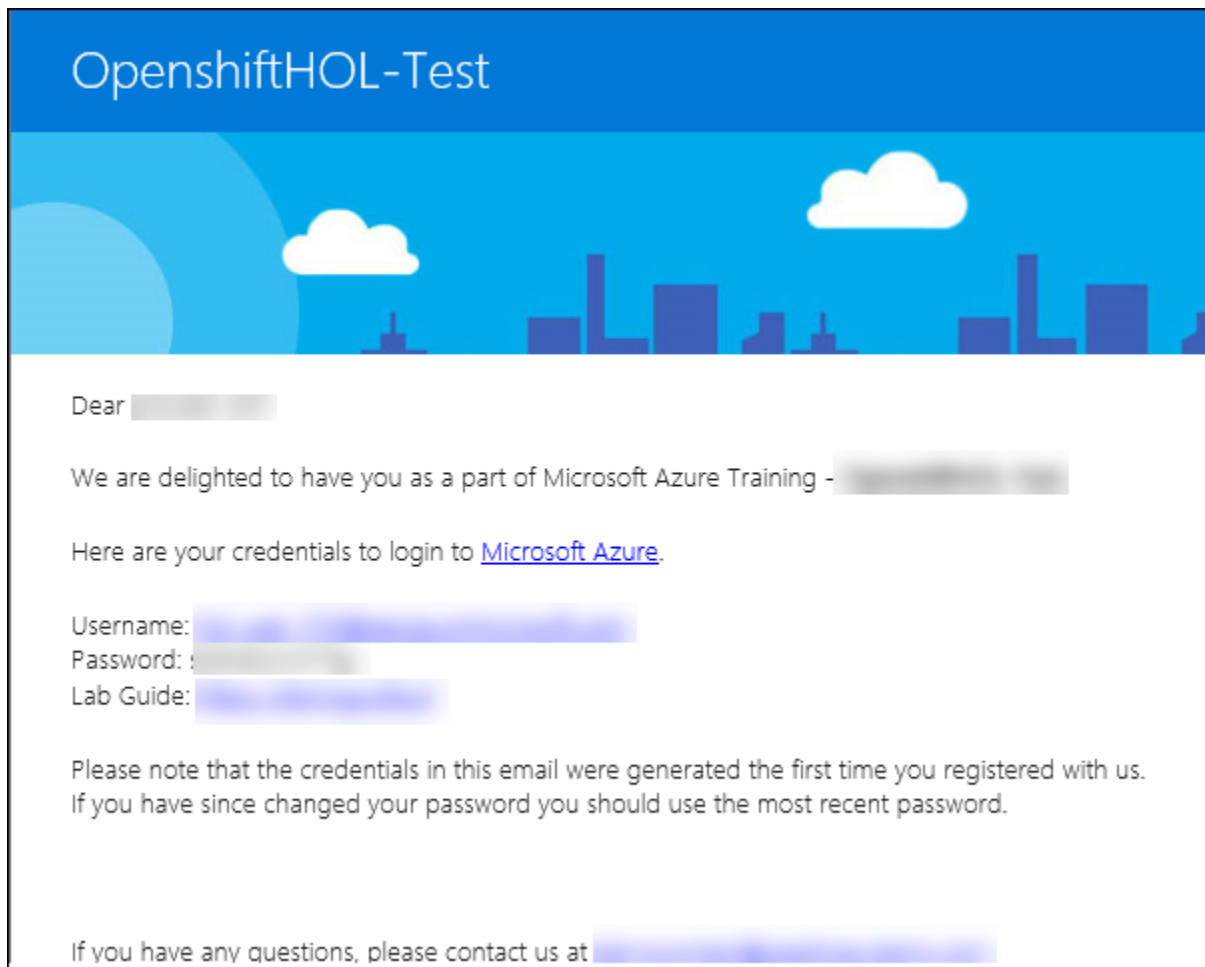 OpenshiftHOL-Test
Dear
We are delighted to have you as a part of Microsoft Azure Training -
Here are your credentials to login to Microsoft Azure.
Username:
Password:
Lab Guide:
Please note that the credentials in this email were generated the first time you registered with us.
If you have since changed your password you should use the most recent password.
If you have any questions, please contact us at